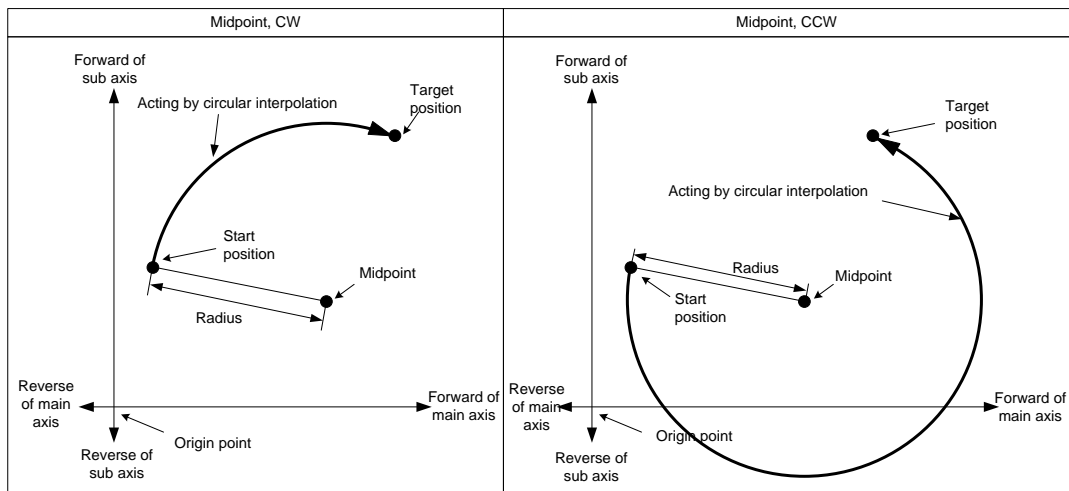 Midpoint, CW
Forward of
sub axis
Acting by circular interpolation
Target
position
Start
position
Midpoint
Radius
Reverse
of main
axis
Forward of
main axis
Origin point
Reverse of
sub axis
Midpoint, CCW
Forward of
sub axis
Target
position
Acting by circular interpolation
Radius
Midpoint
Start
position
Reverse
of main
axis
Forward of
main axis
Origin point
Reverse of
sub axis